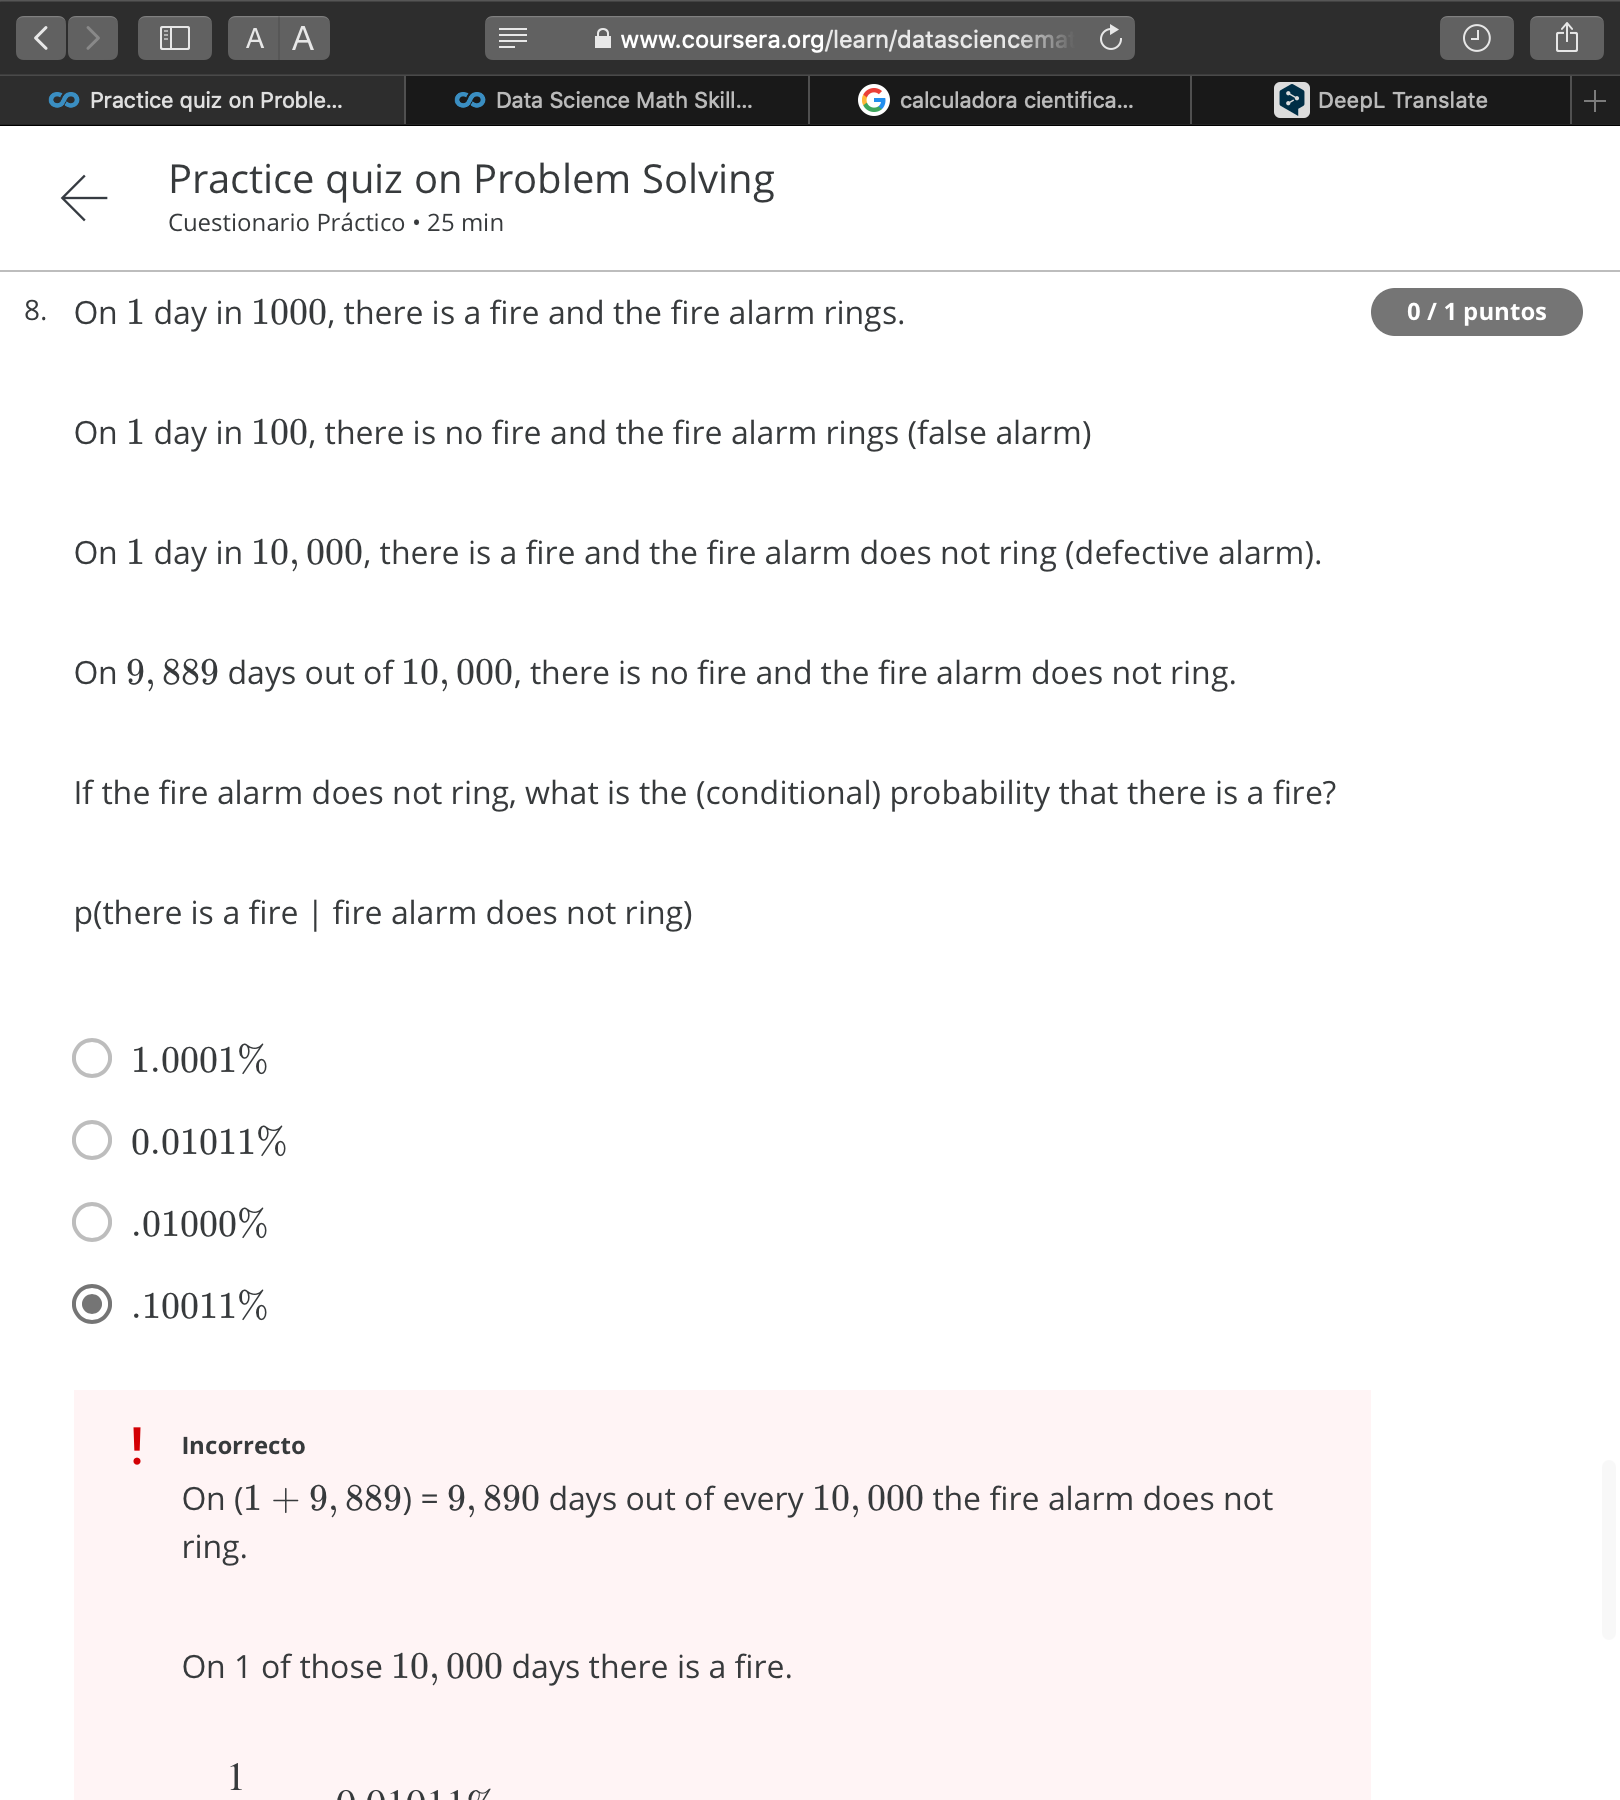 A A
www.coursera.org/learn/datasciencema
Practice quiz on Proble...
Data Science Math Skill...
calculadora cientifica...
DeepL Translate
Practice quiz on Problem Solving
Cuestionario Práctico • 25 min
8. On 1 day in 1000, there is a fire and the fire alarm rings.
0 / 1 puntos
On 1 day in 100, there is no fire and the fire alarm rings (false alarm)
On 1 day in 10, 000, there is a fire and the fire alarm does not ring (defective alarm).
On 9, 889 days out of 10, 000, there is no fire and the fire alarm does not ring.
If the fire alarm does not ring, what is the (conditional) probability that there is a fire?
p(there is a fire | fire alarm does not ring)
1.0001%
0.01011%
.01000%
.10011%
! Incorrecto
On (1 + 9, 889) = 9, 890 days out of every 10, 000 the fire alarm does not
ring.
On 1 of those 10, 000 days there is a fire.
1
0.01011%